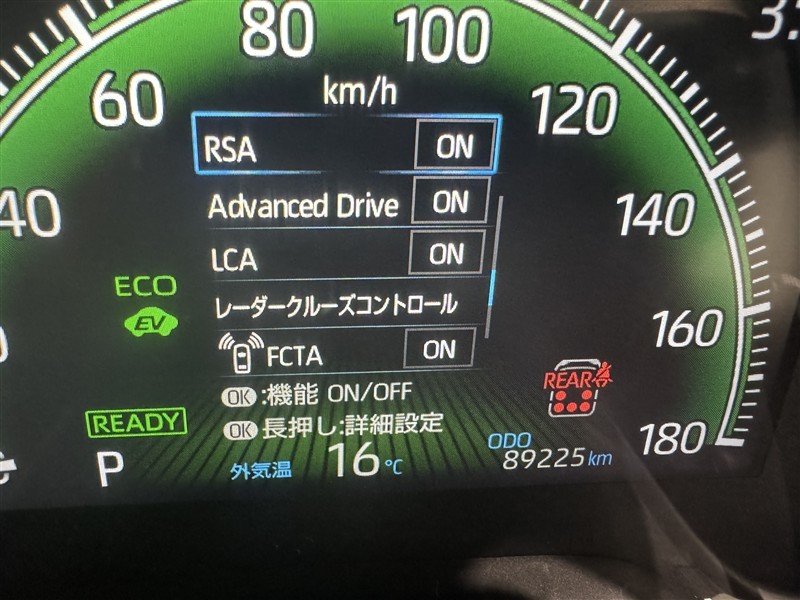 80
100
60
km/h
120
RSA ON
Advanced Drive ON
40
140
LCA ON
ECO
レーダークルーズコントロール
EV
160
FCTA ON
REAR
OK :機能 ON/OFF
READY
OK 長押し:詳細設定
180
P
外気温 16℃
ODO
89225km